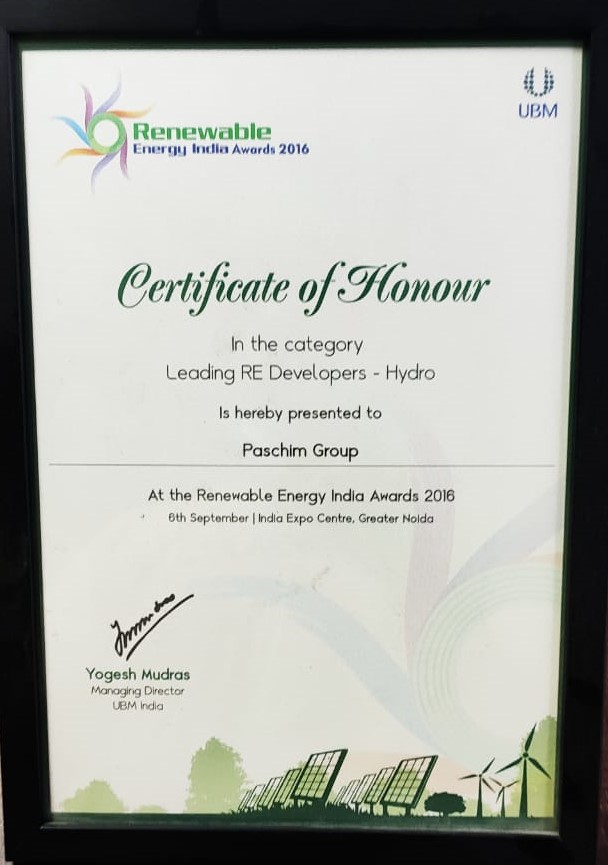 Renewable
Energy India Awards 2016
UBM
Certificate of Honour
In the category
Leading RE Developers - Hydro
Is hereby presented to
Paschim Group
At the Renewable Energy India Awards 2016
6th September | India Expo Centre, Greater Noida
Yogesh Mudras
Managing Director
UBM India